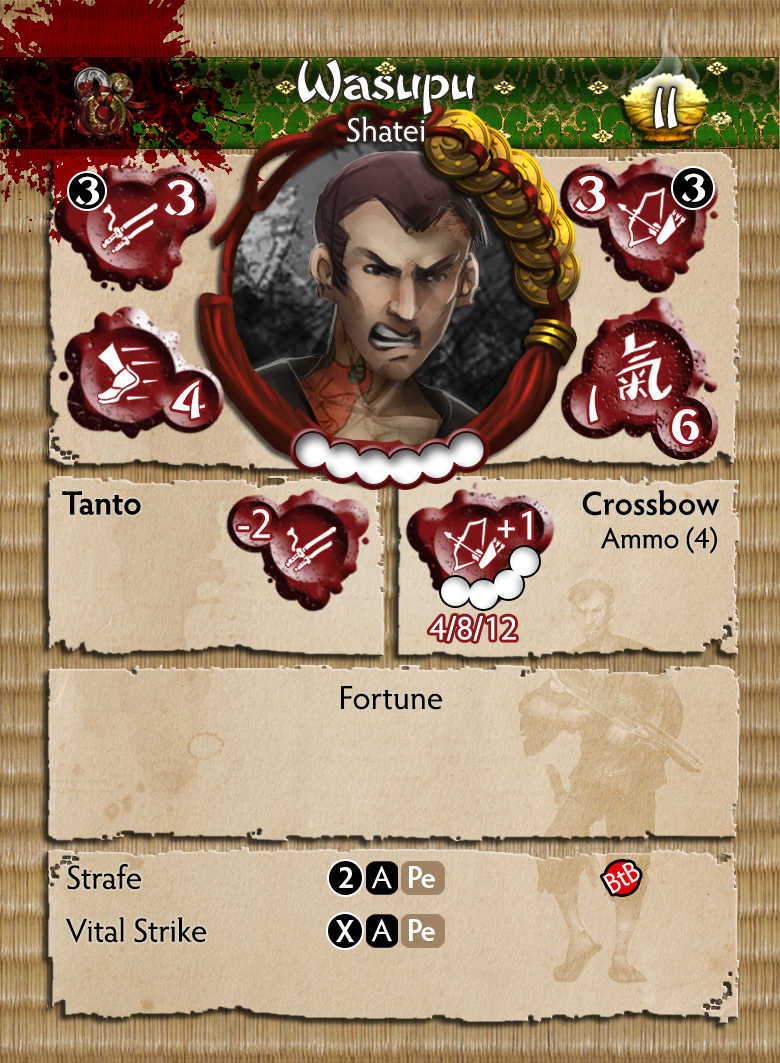 Wasupu
11
Shatei
3 3
3 3
4
氣
1 6
Tanto
-2
Crossbow
+1
Ammo (4)
4/8/12
Fortune
Strafe 2 A Pe BtB
Vital Strike X A Pe